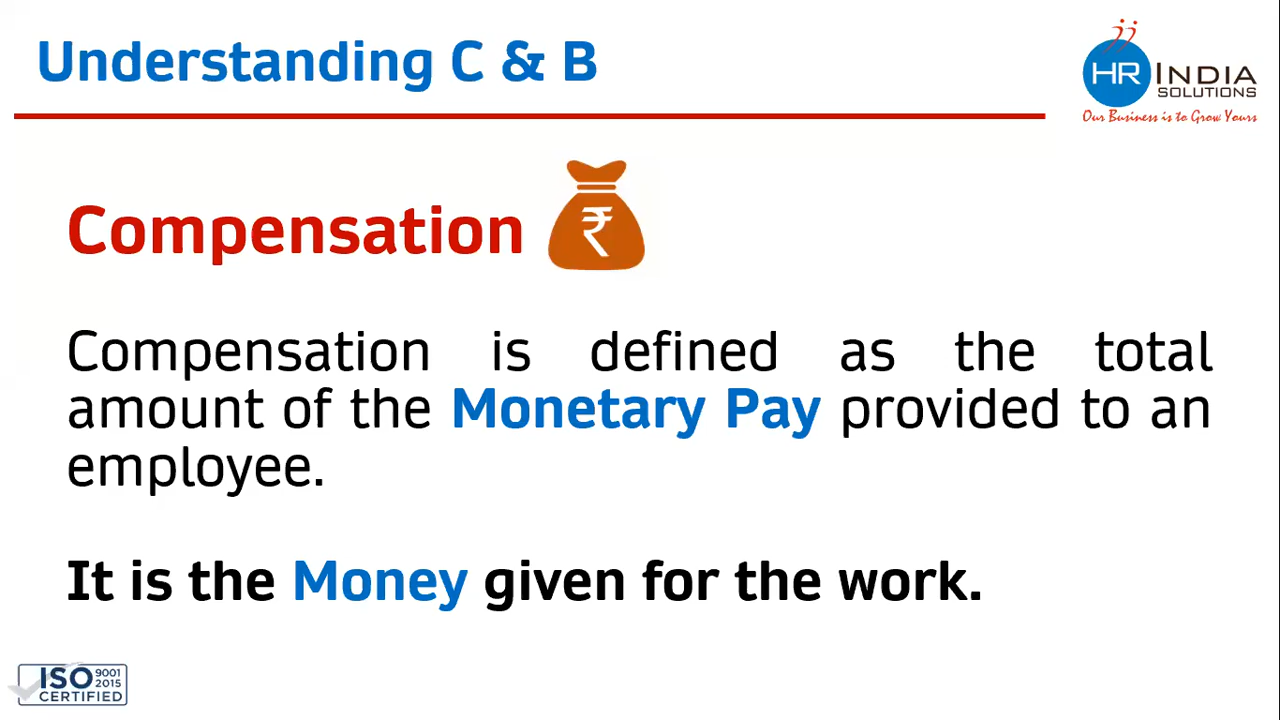 Understanding C & B
HR INDIA
SOLUTIONS
Our Business is to Grow Yours
Compensation
₹
Compensation is defined as the total
amount of the Monetary Pay provided to an
employee.
It is the Money given for the work.
ISO 9001
2015
CERTIFIED